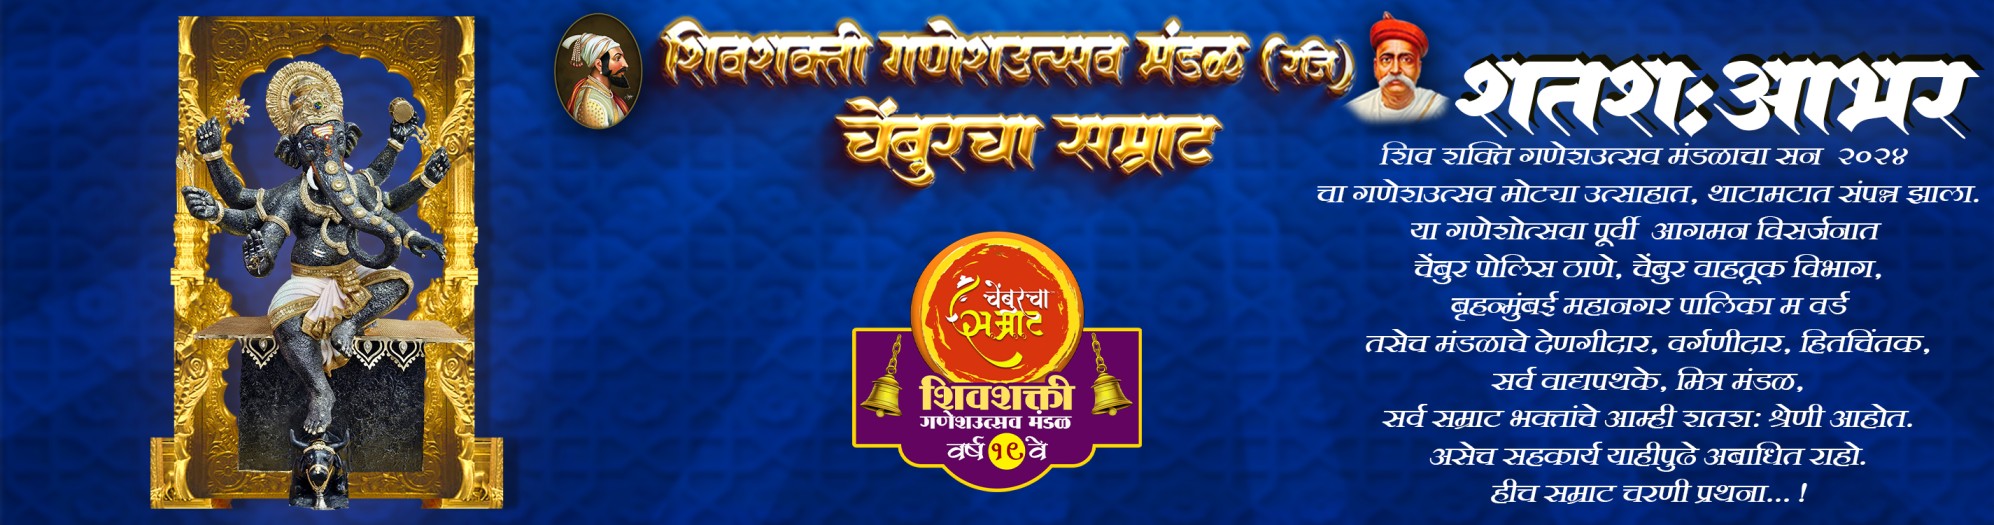 शिवशक्ती गणेशउत्सव मंडळ (रजि)
चेंबुरचा सम्राट
शतशः आभार
शिव शक्ति गणेशउत्सव मंडळाचा सन २०२४
चा गणेशउत्सव मोट्या उत्साहात, थाटामटात संपन्न झाला.
या गणेशोत्सवा पूर्वी आगमन विसर्जनात
चेंबुर पोलिस ठाणे, चेंबुर वाहतूक विभाग,
बृहन्मुंबई महानगर पालिका म वर्ड
तसेच मंडळाचे देणगीदार, वर्गणीदार, हितचिंतक,
सर्व वाद्यपथके, मित्र मंडळ,
सर्व सम्राट भक्तांचे आम्ही शतश: श्रेणी आहोत.
असेच सहकार्य याहीपुढे अबाधित राहो.
हीच सम्राट चरणी प्रथना... !
चेंबुरचा
सम्राट
शिवशक्ती
गणेशउत्सव मंडळ
वर्ष १९ वे